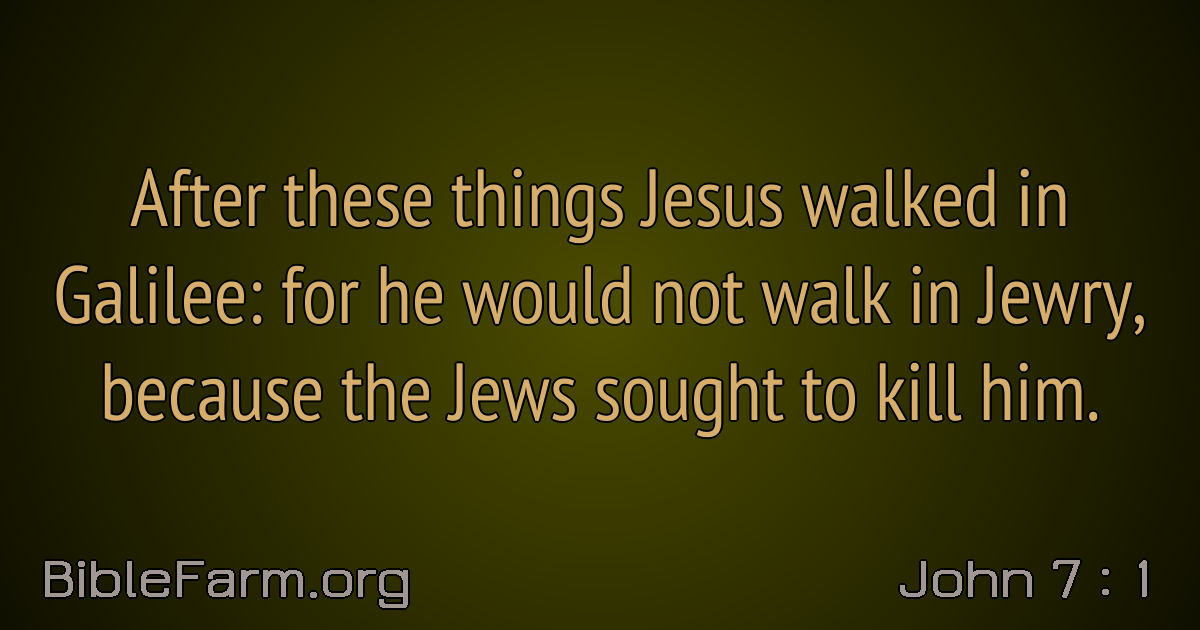 After these things Jesus walked in
Galilee: for he would not walk in Jewry,
because the Jews sought to kill him.
BibleFarm.org
John 7 : 1